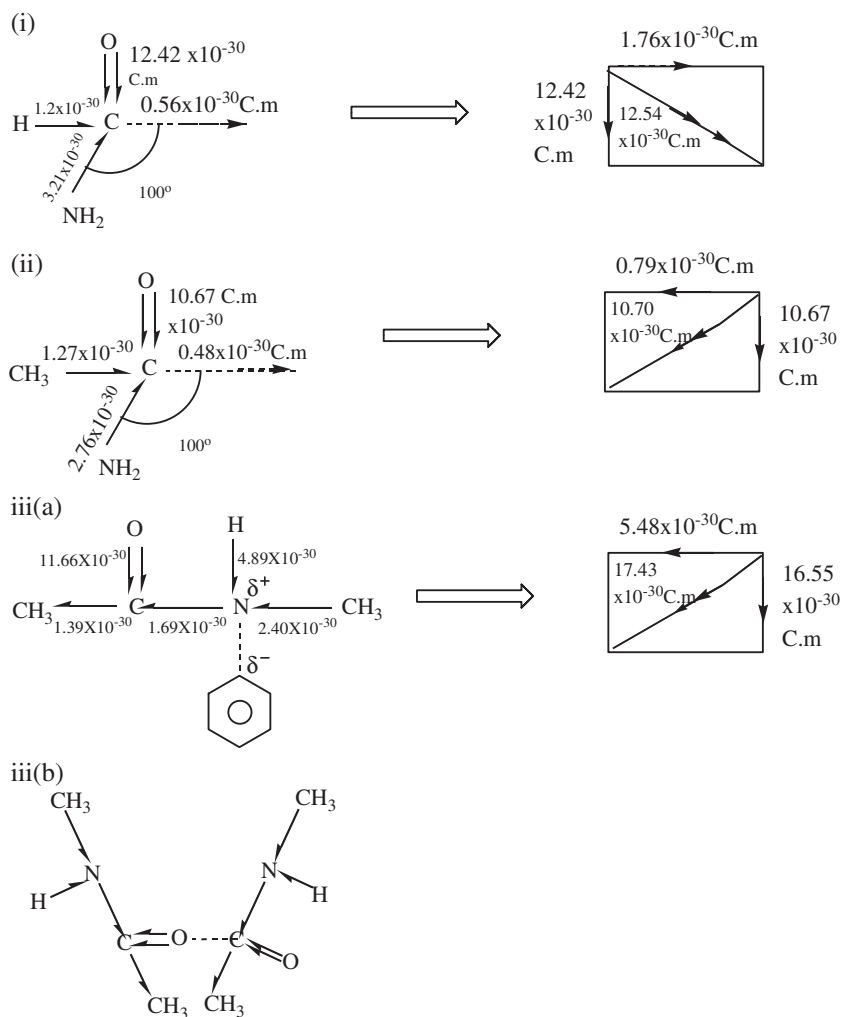 (i)
O
12.42 x10-30
C.m
1.2x10-30
0.56x10-30C.m
H
C
3.21x10-30
100o
NH2
1.76x10-30C.m
12.42
x10-30
C.m
12.54
x10-30C.m
(ii)
O
10.67 C.m
x10-30
1.27x10-30
0.48x10-30C.m
CH3
C
2.76x10-30
100o
NH2
0.79x10-30C.m
10.70
x10-30C.m
10.67
x10-30
C.m
iii(a)
O
H
11.66X10-30
4.89X10-30
δ+
CH3
C
N
CH3
1.39X10-30
1.69X10-30
2.40X10-30
δ−
5.48x10-30C.m
17.43
x10-30C.m
16.55
x10-30
C.m
iii(b)
CH3
CH3
N
N
H
H
C
O
C
O
CH3
CH3